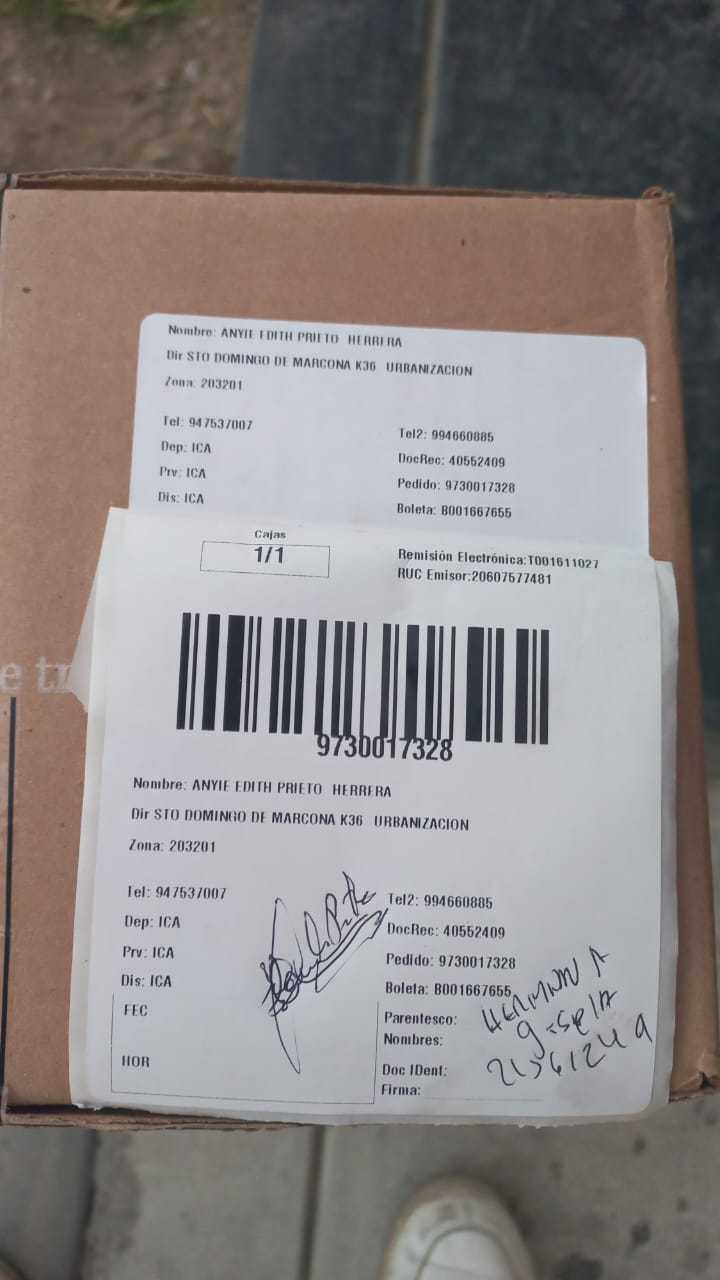 Nombre: ANYIE EDITH PRIETO HERRERA
Dir STO DOMINGO DE MARCONA K36 URBANIZACION
Zona: 203201
Tel: 947537007
Tel2: 994660885
Dep: ICA
DocRec: 40552409
Prv: ICA
Pedido: 9730017328
Dis: ICA
Boleta: B001667655
Cajas
1/1
Remisión Electrónica:T001611027
RUC Emisor:20607577481
e tr
9730017328
Nombre: ANYIE EDITH PRIETO HERRERA
Dir STO DOMINGO DE MARCONA K36 URBANIZACION
Zona: 203201
Tel: 947537007
Tel2: 994660885
Dep: ICA
DocRec: 40552409
Prv: ICA
Pedido: 9730017328
Dis: ICA
Boleta: B001667655
FEC
Parentesco: HERMANA
Nombres:
HOR
Doc IDent:
Firma: